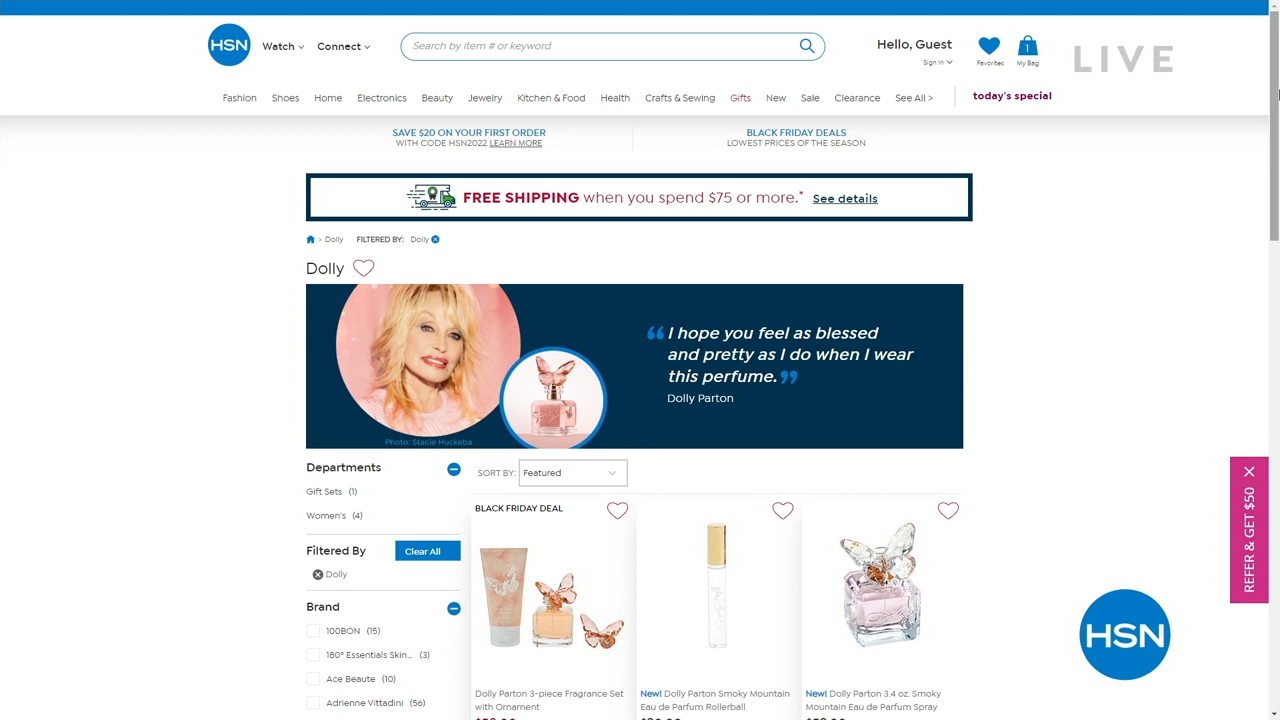 HSN
Watch
Connect
Search by item # or keyword
Hello, Guest
Sign In
Favorites
1
My Bag
LIVE
Fashion
Shoes
Home
Electronics
Beauty
Jewelry
Kitchen & Food
Health
Crafts & Sewing
Gifts
New
Sale
Clearance
See All >
today's special
SAVE $20 ON YOUR FIRST ORDER
WITH CODE HSN2022 LEARN MORE
BLACK FRIDAY DEALS
LOWEST PRICES OF THE SEASON
FREE SHIPPING when you spend $75 or more.* See details
> Dolly FILTERED BY: Dolly
Dolly
“ I hope you feel as blessed
and pretty as I do when I wear
this perfume. ”
Dolly Parton
Photo: Stacie Huckeba
Departments
Gift Sets (1)
Women's (4)
Filtered By
Clear All
Dolly
Brand
100BON (15)
180º Essentials Skin... (3)
Ace Beaute (10)
Adrienne Vittadini (56)
SORT BY: Featured
BLACK FRIDAY DEAL
Dolly Parton 3-piece Fragrance Set
with Ornament
New! Dolly Parton Smoky Mountain
Eau de Parfum Rollerball
New! Dolly Parton 3.4 oz. Smoky
Mountain Eau de Parfum Spray
REFER & GET $50
HSN